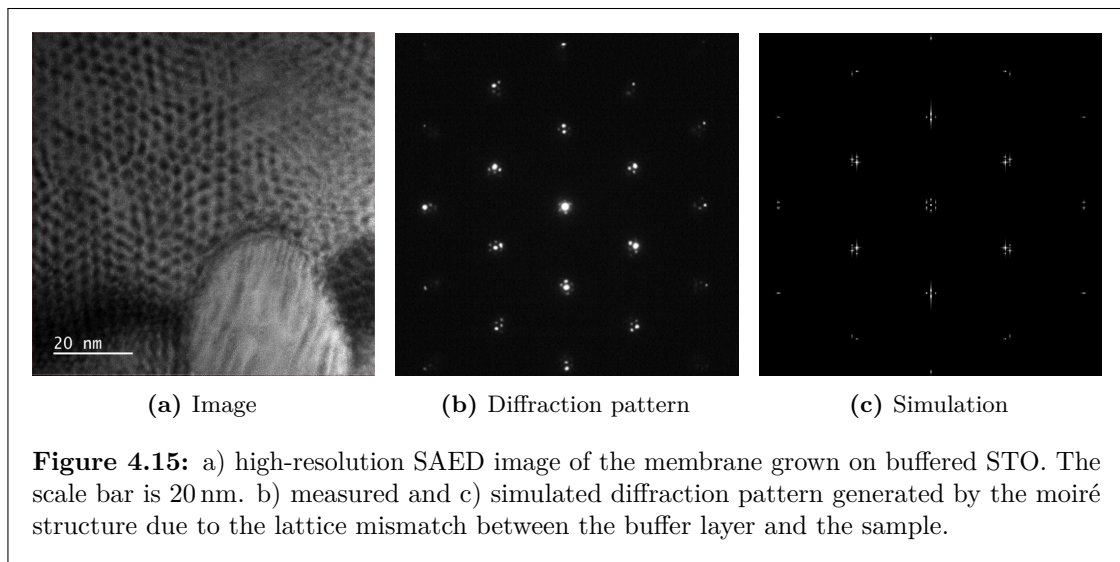 20 nm
(a) Image
(b) Diffraction pattern
(c) Simulation
Figure 4.15: a) high-resolution SAED image of the membrane grown on buffered STO. The
scale bar is 20 nm. b) measured and c) simulated diffraction pattern generated by the moiré
structure due to the lattice mismatch between the buffer layer and the sample.